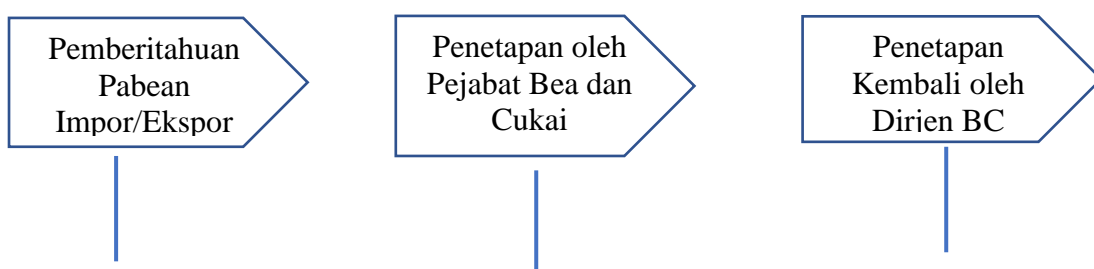 Pemberitahuan
Pabean
Impor/Ekspor
Penetapan oleh
Pejabat Bea dan
Cukai
Penetapan
Kembali oleh
Dirjen BC